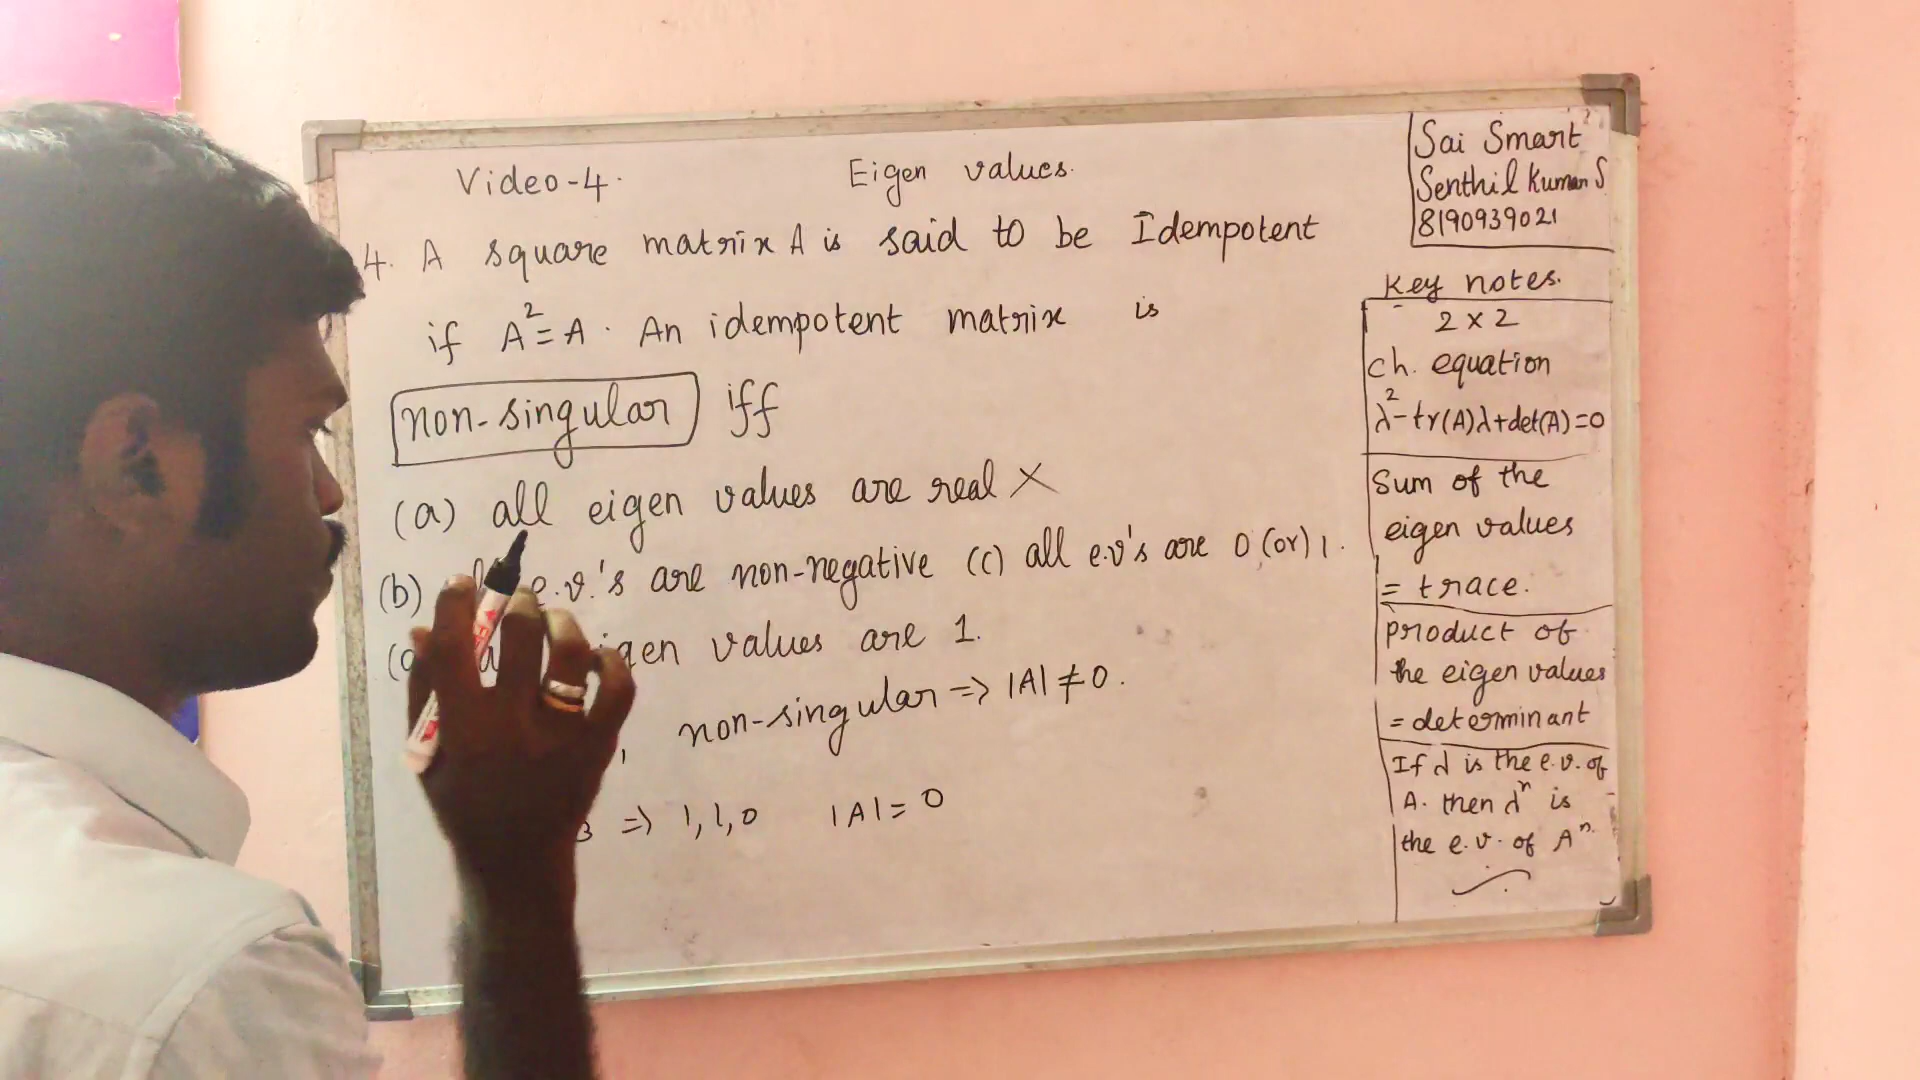 Video-4.
Eigen values.
4. A square matrix A is said to be Idempotent
if A²=A. An idempotent matrix is
non-singular iff
(a) all eigen values are real ×
(b) e.v.'s are non-negative (c) all e.v's are 0 (or) 1.
values are 1.
non-singular => |A| ≠ 0.
=> 1, 1, 0 |A| = 0
Sai Smart
Senthil Kumar S
8190939021
Key notes.
2 × 2
ch. equation
λ²-tr(A)λ+det(A)=0
Sum of the
eigen values
= trace.
product of
the eigen values
= determinant
If λ is the e.v. of
A. then λⁿ is
the e.v. of Aⁿ.